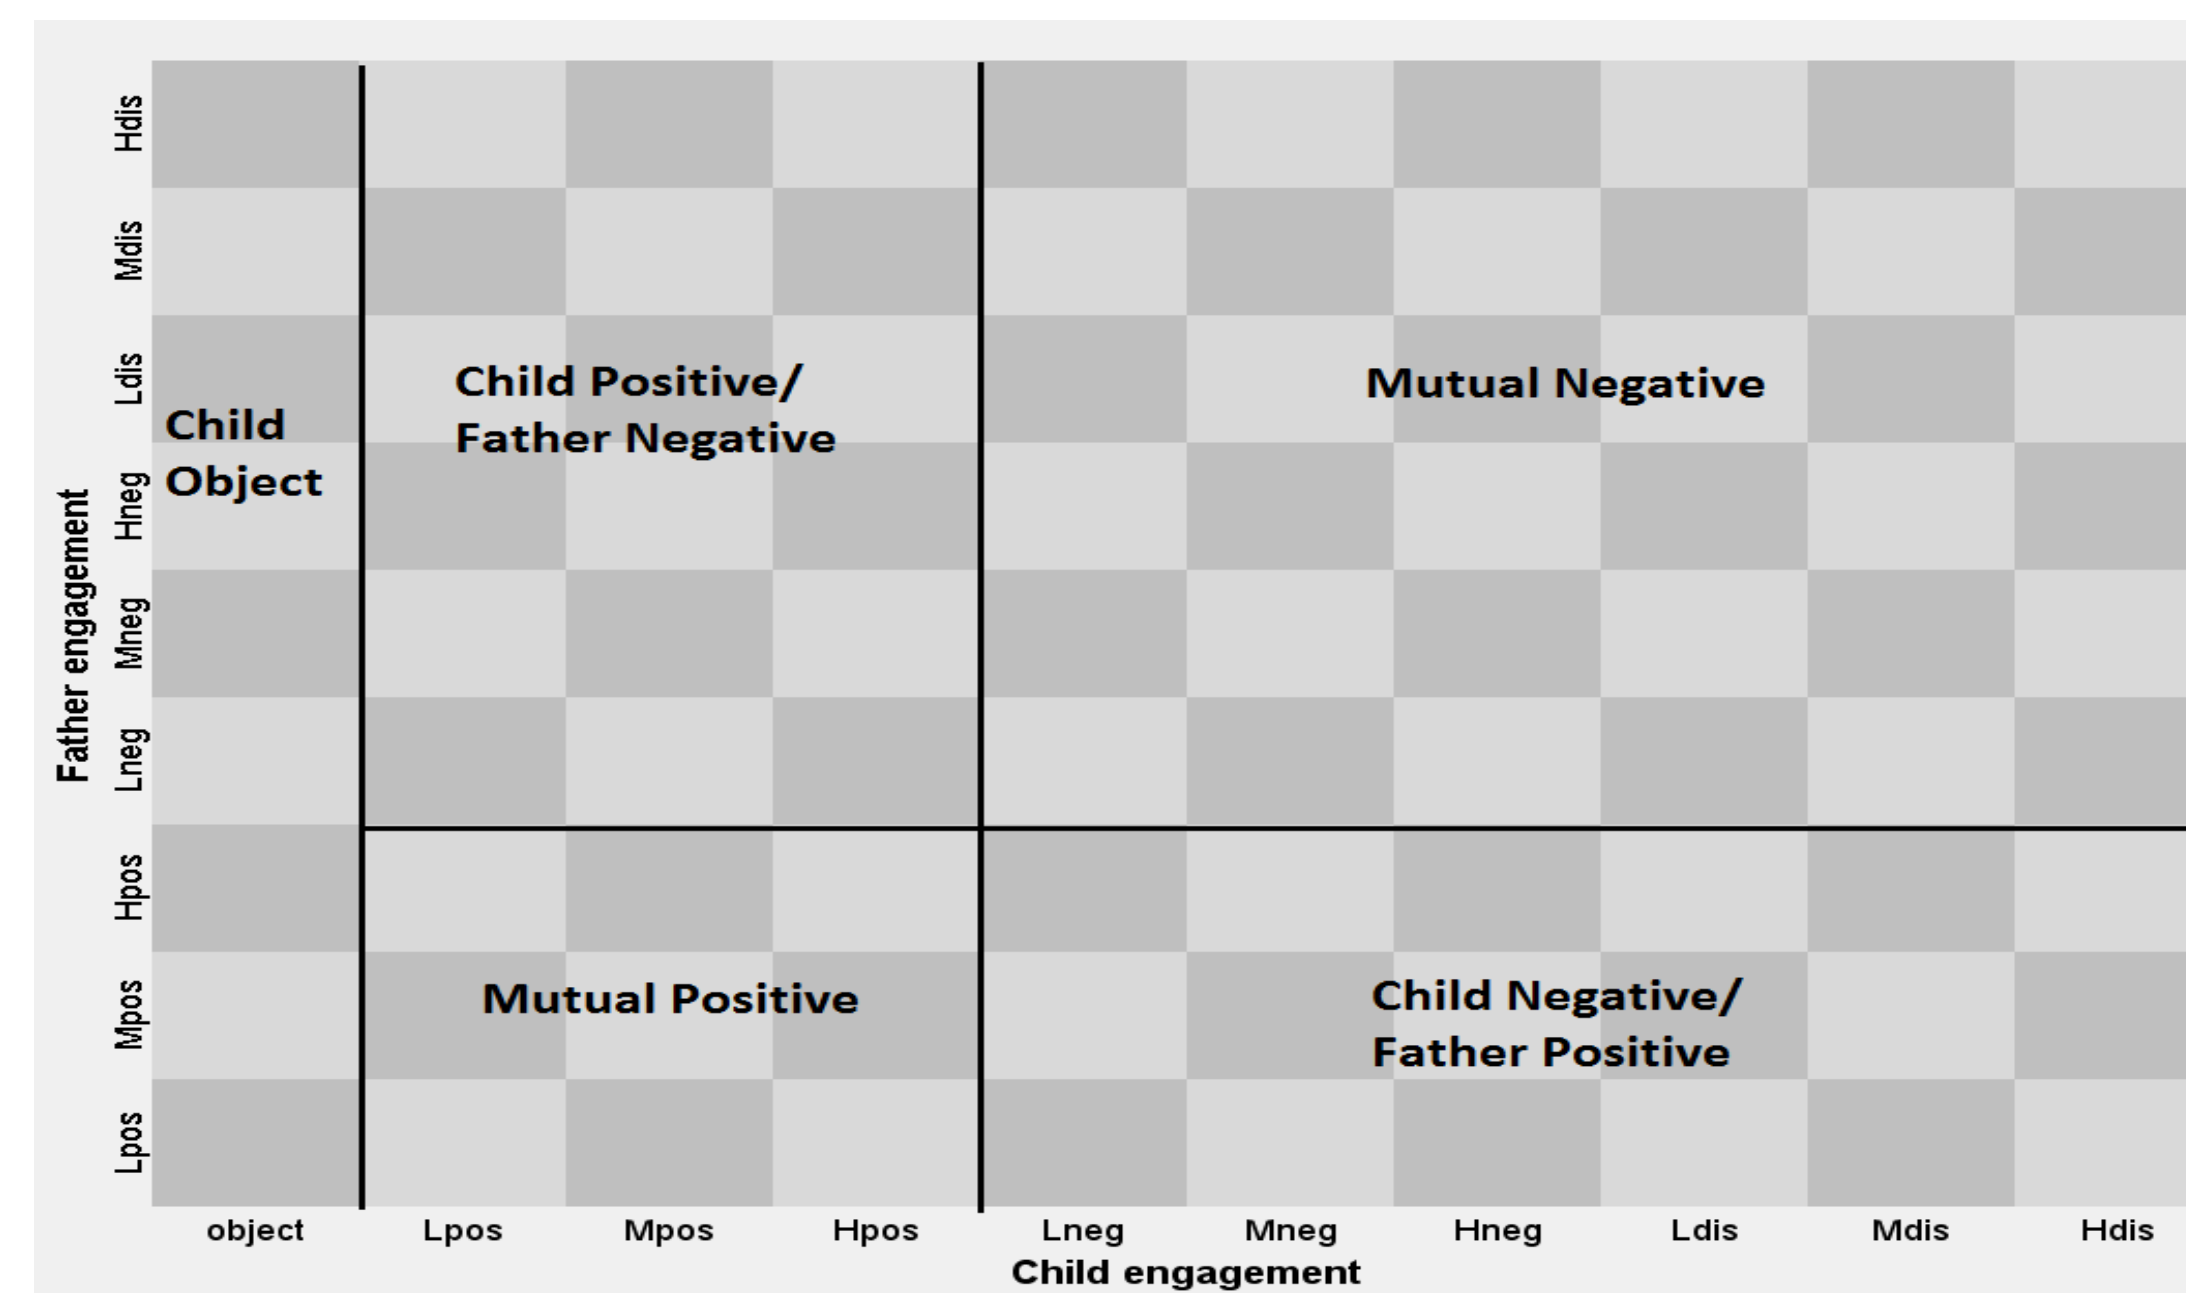 Hdis
Mdis
Ldis
Hneg
Mneg
Lneg
Hpos
Mpos
Lpos
Father engagement
Child
Object
Child Positive/
Father Negative
Mutual Negative
Mutual Positive
Child Negative/
Father Positive
object Lpos Mpos Hpos Lneg Mneg Hneg Ldis Mdis Hdis
Child engagement